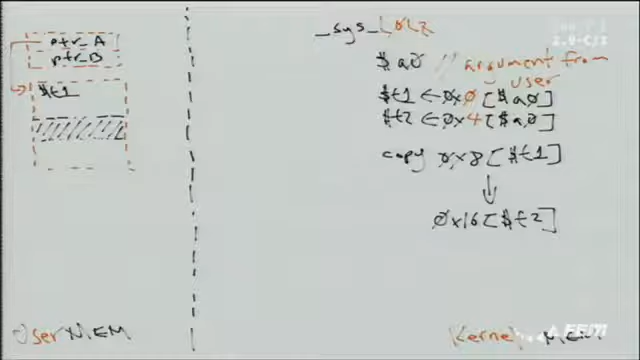 ptr_A
ptr_B
$t1
_sys_LOLZ
$a0 // argument from user
$t1 ← 0x0 [$a0]
$t2 ← 0x4 [$a0]
copy 0x8 [$t1]
0x16 [$t2]
User MEM
Kernel MEM